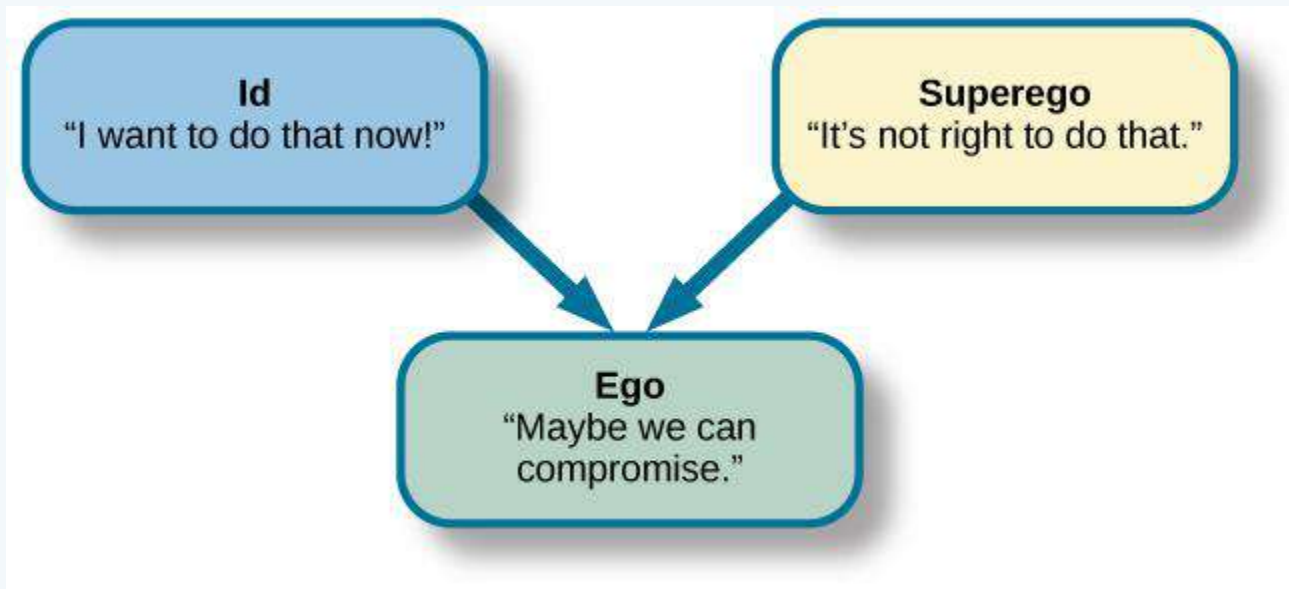 Id
“I want to do that now!”
Superego
“It’s not right to do that.”
Ego
“Maybe we can
compromise.”